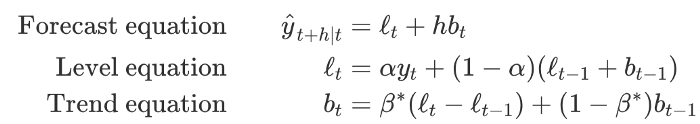 Forecast equation ŷ_{t+h|t} = ℓ_t + hb_t
Level equation ℓ_t = αy_t + (1 − α)(ℓ_{t−1} + b_{t−1})
Trend equation b_t = β*(ℓ_t − ℓ_{t−1}) + (1 − β*)b_{t−1}